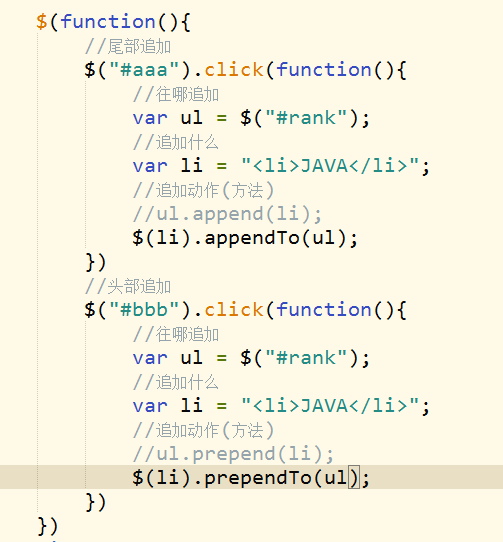 $(function(){
//尾部追加
$("#aaa").click(function(){
//往哪追加
var ul = $("#rank");
//追加什么
var li = "<li>JAVA</li>";
//追加动作(方法)
//ul.append(li);
$(li).appendTo(ul);
})
//头部追加
$("#bbb").click(function(){
//往哪追加
var ul = $("#rank");
//追加什么
var li = "<li>JAVA</li>";
//追加动作(方法)
//ul.prepend(li);
$(li).prependTo(ul);
})
})